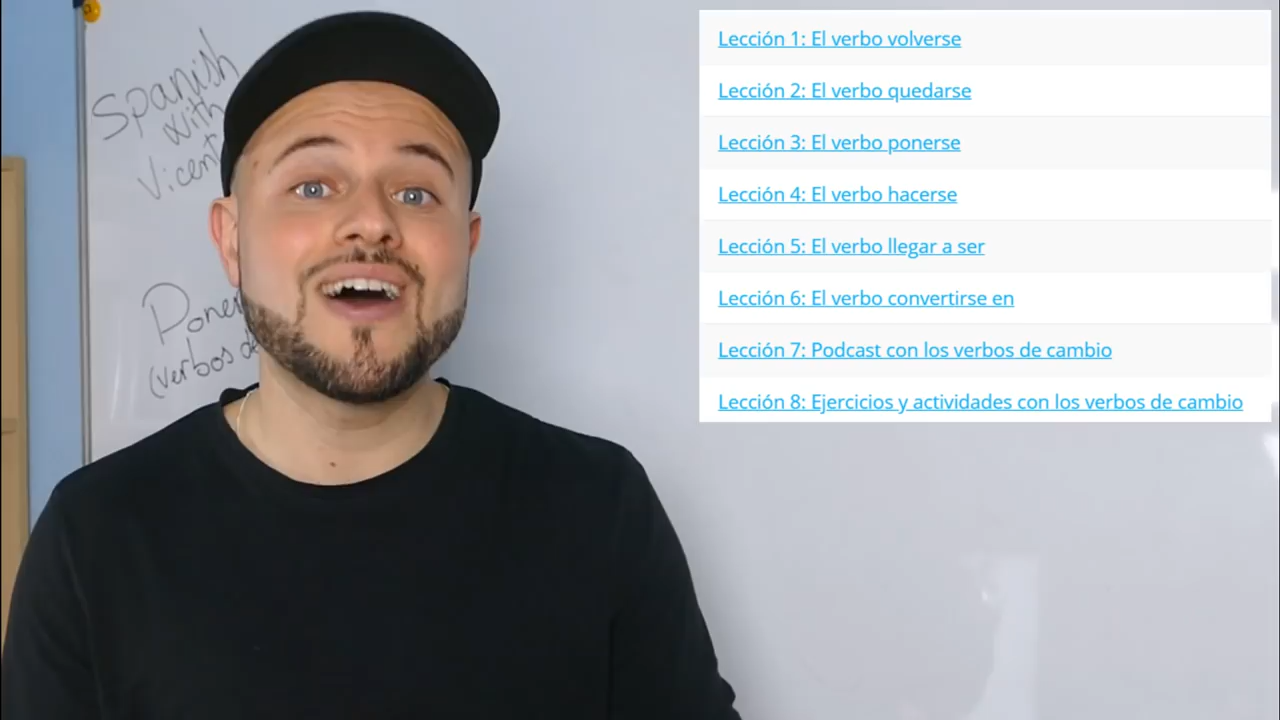 Spanish
with
Lección 1: El verbo volverse
Lección 2: El verbo quedarse
Lección 3: El verbo ponerse
Lección 4: El verbo hacerse
Lección 5: El verbo llegar a ser
Lección 6: El verbo convertirse en
Lección 7: Podcast con los verbos de cambio
Lección 8: Ejercicios y actividades con los verbos de cambio
(verbos